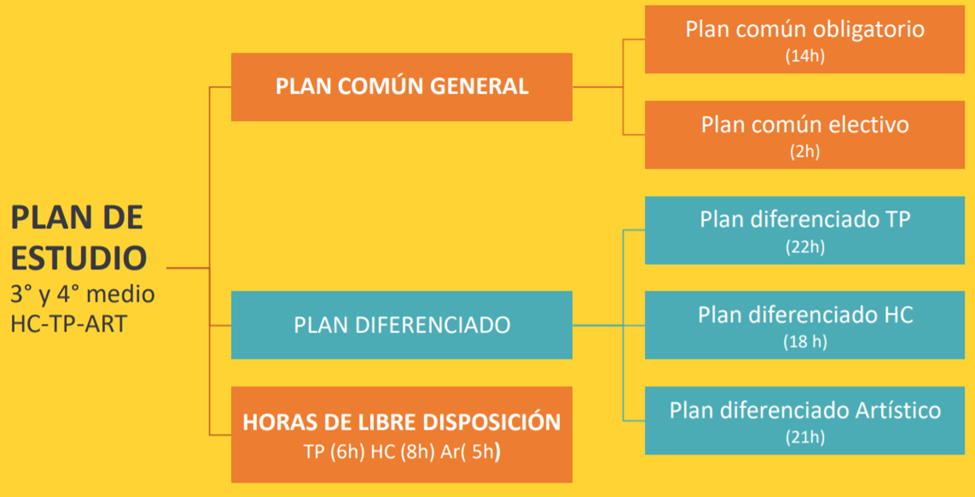 PLAN DE
ESTUDIO
3° y 4° medio
HC-TP-ART
PLAN COMÚN GENERAL
Plan común obligatorio
(14h)
Plan común electivo
(2h)
PLAN DIFERENCIADO
Plan diferenciado TP
(22h)
Plan diferenciado HC
(18 h)
Plan diferenciado Artístico
(21h)
HORAS DE LIBRE DISPOSICIÓN
TP (6h) HC (8h) Ar( 5h)